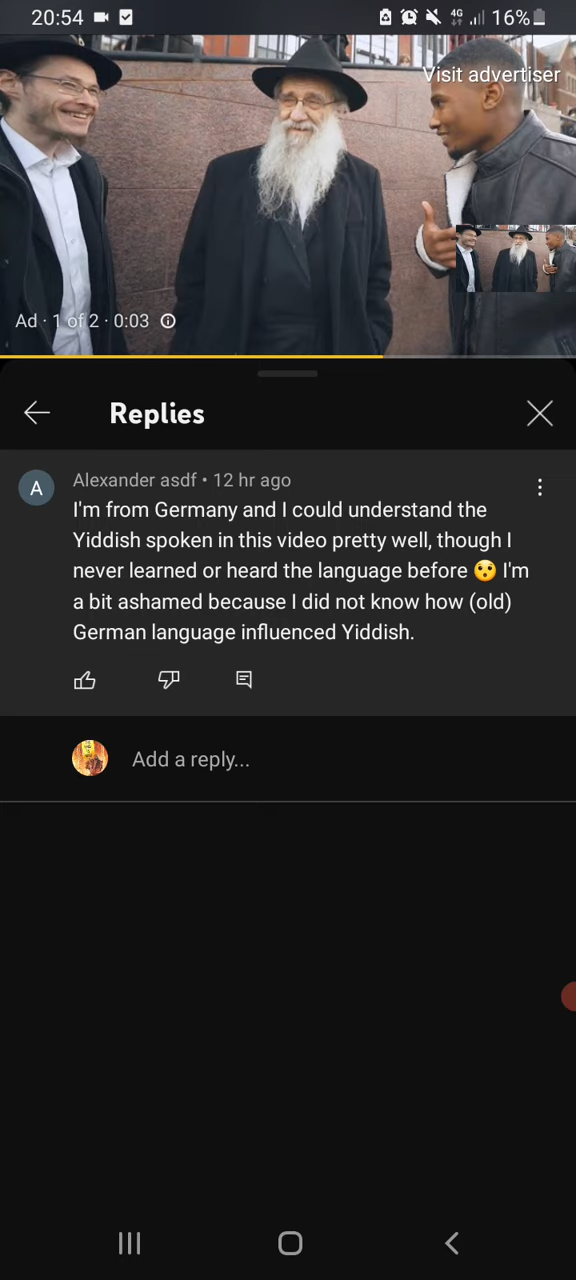 20:54 4G 16%
Visit advertiser
Ad · 1 of 2 · 0:03
Replies
A
Alexander asdf • 12 hr ago
I'm from Germany and I could understand the
Yiddish spoken in this video pretty well, though I
never learned or heard the language before 😯 I'm
a bit ashamed because I did not know how (old)
German language influenced Yiddish.
Add a reply...